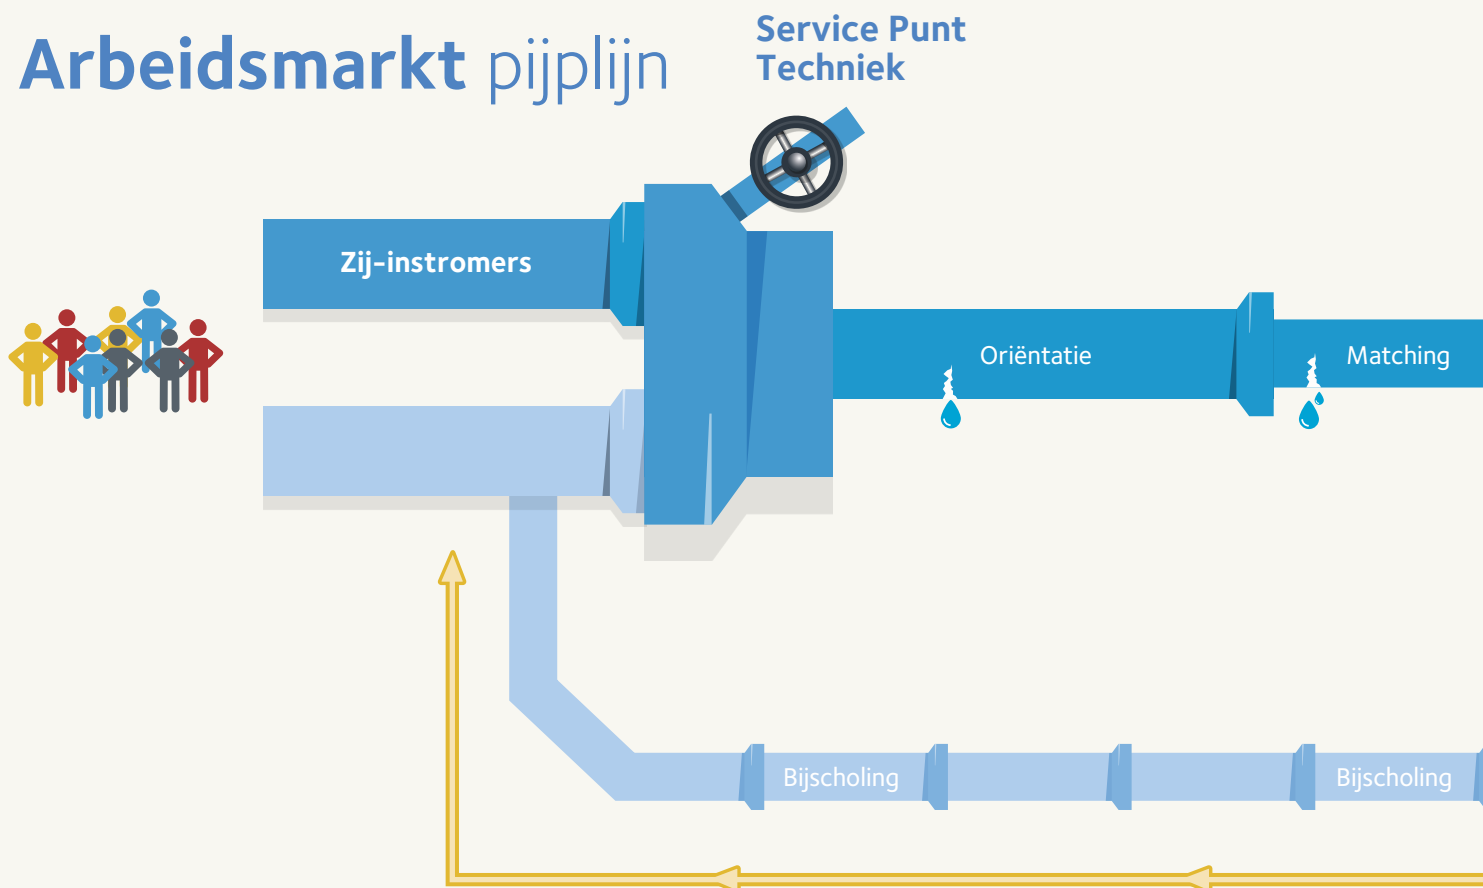 Arbeidsmarkt pijplijn
Service Punt
Techniek
Zij-instromers
Oriëntatie
Matching
Bijscholing
Bijscholing